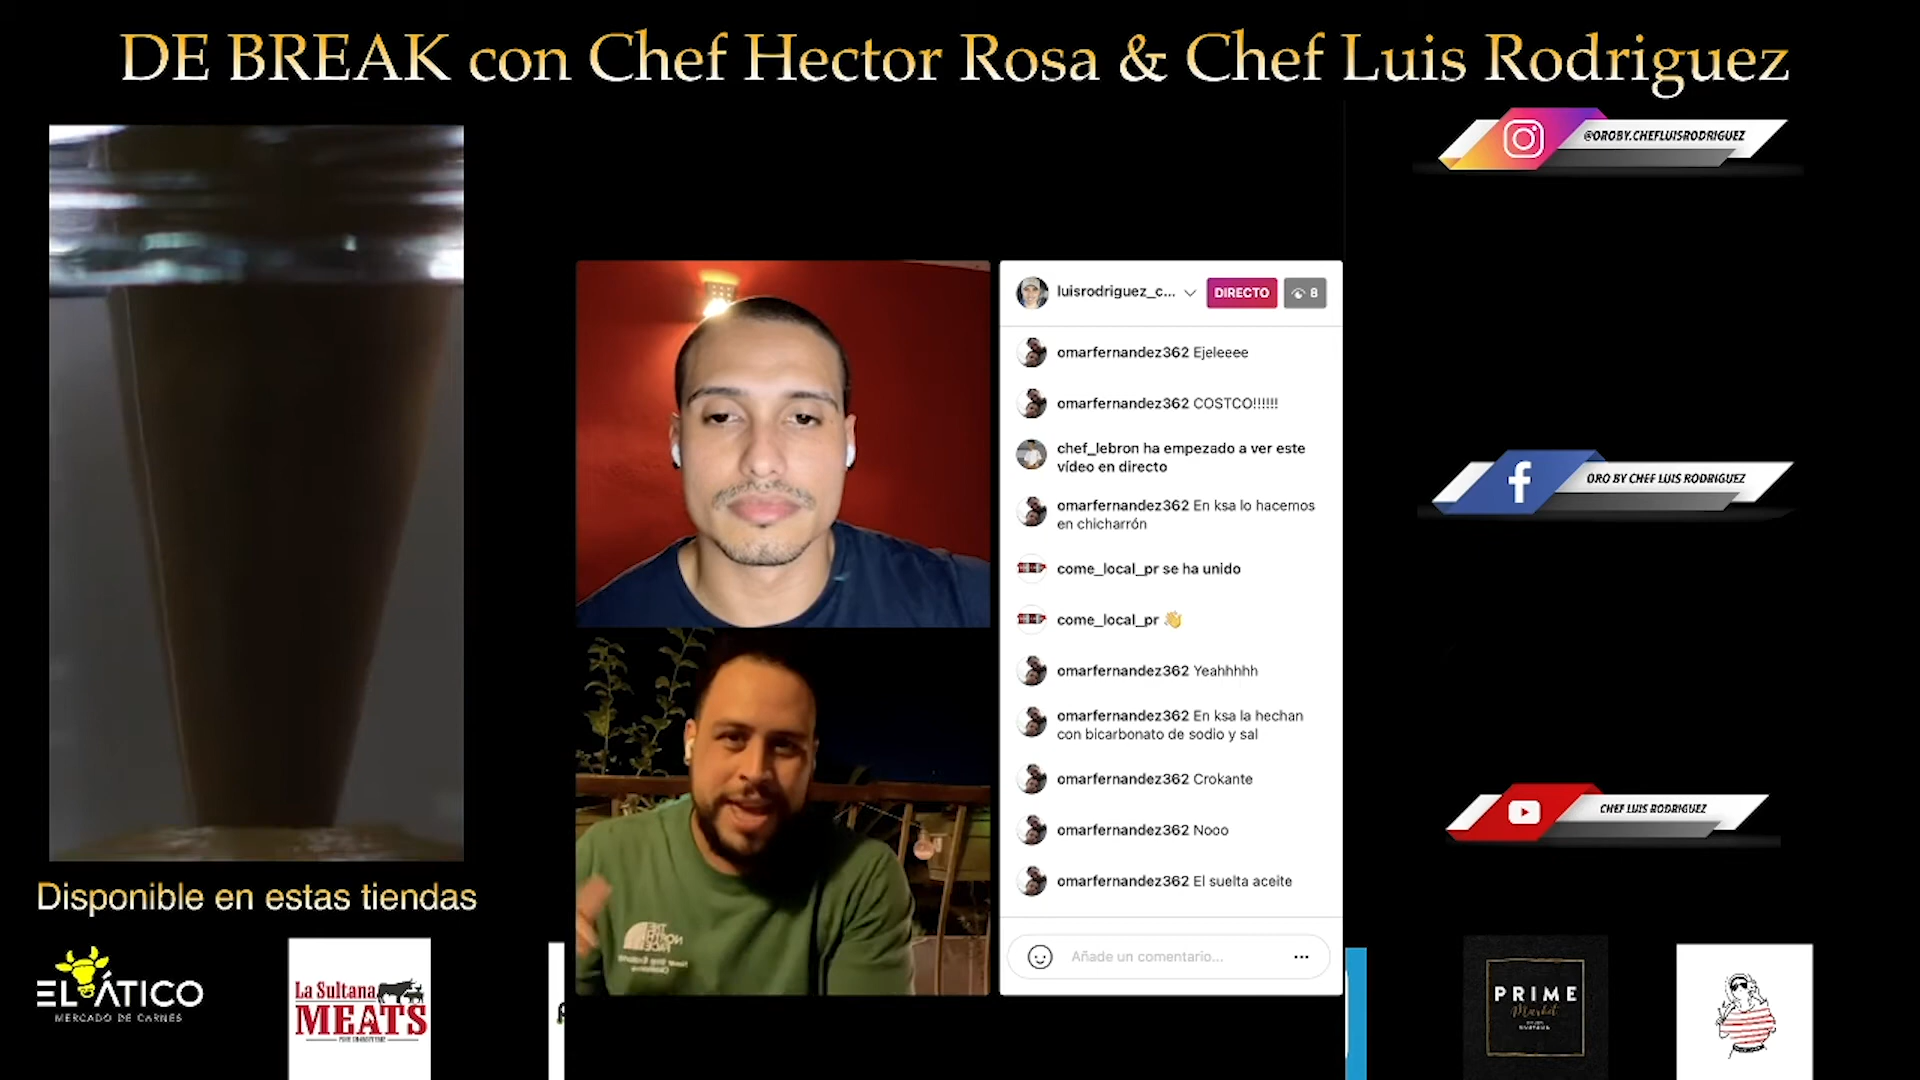 DE BREAK con Chef Hector Rosa & Chef Luis Rodriguez
@OROBY.CHEFLUISRODRIGUEZ
luisrodriguez_c...
DIRECTO
8
omarfernandez362 Ejeleeee
omarfernandez362 COSTCO!!!!!!
chef_lebron ha empezado a ver este
vídeo en directo
omarfernandez362 En ksa lo hacemos
en chicharrón
come_local_pr se ha unido
come_local_pr 👏
omarfernandez362 Yeahhhhh
omarfernandez362 En ksa la hechan
con bicarbonato de sodio y sal
omarfernandez362 Crokante
omarfernandez362 Nooo
omarfernandez362 El suelta aceite
Añade un comentario...
ORO BY CHEF LUIS RODRIGUEZ
CHEF LUIS RODRIGUEZ
THE
NORTH
FACE
Disponible en estas tiendas
EL ÁTICO
MERCADO DE CARNES
La Sultana
MEATS
PRIME
Market